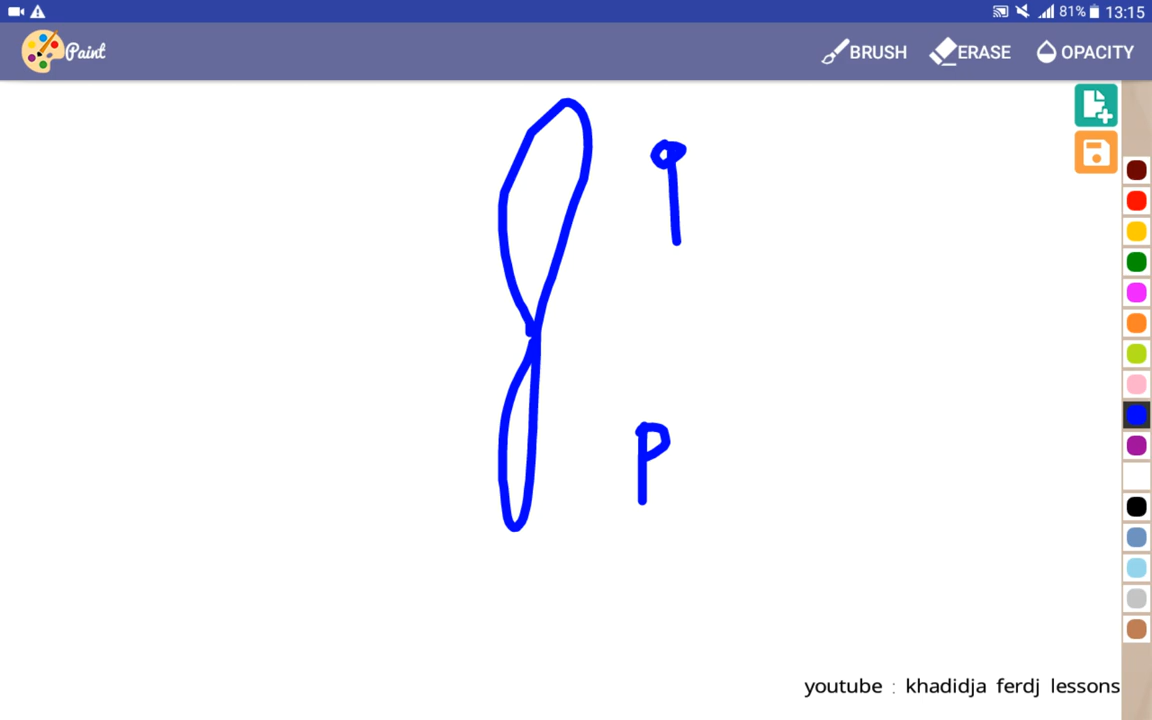 81% 13:15
Paint BRUSH ERASE OPACITY
q
p
youtube : khadidja ferdj lessons